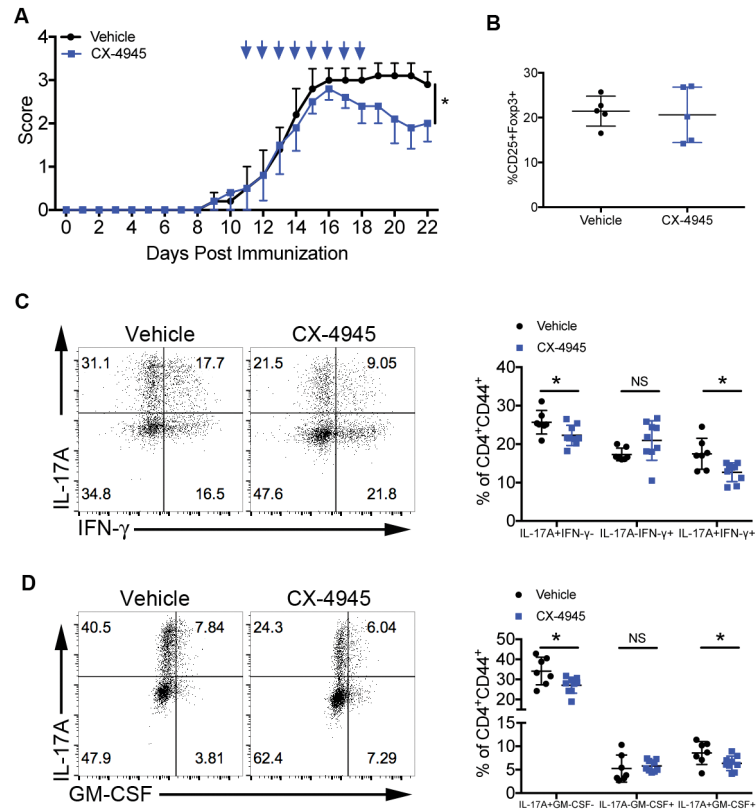 A
Vehicle
CX-4945
Score
4
3
2
1
0
*
0 2 4 6 8 10 12 14 16 18 20 22
Days Post Immunization
B
%CD25+Foxp3+
30
20
10
0
Vehicle CX-4945
C
Vehicle CX-4945
31.1 17.7 21.5 9.05
34.8 16.5 47.6 21.8
IL-17A
IFN-γ
Vehicle
CX-4945
% of CD4+CD44+
40
30
20
10
0
* NS *
IL-17A+IFN-γ- IL-17A-IFN-γ+ IL-17A+IFN-γ+
D
Vehicle CX-4945
40.5 7.84 24.3 6.04
47.9 3.81 62.4 7.29
IL-17A
GM-CSF
Vehicle
CX-4945
% of CD4+CD44+
50
40
30
20
10
5
0
* NS *
IL-17A+GM-CSF- IL-17A-GM-CSF+ IL-17A+GM-CSF+